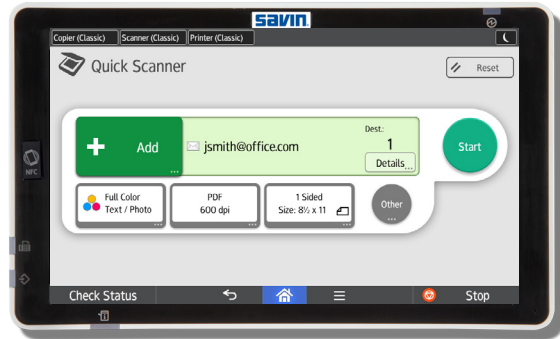 savin
Copier (Classic) Scanner (Classic) Printer (Classic)
Quick Scanner
Reset
Dest.:
Add jsmith@office.com 1
Details...
Start
NFC
Full Color
Text / Photo
PDF
600 dpi
1 Sided
Size: 8½ x 11
Other
Check Status
Stop